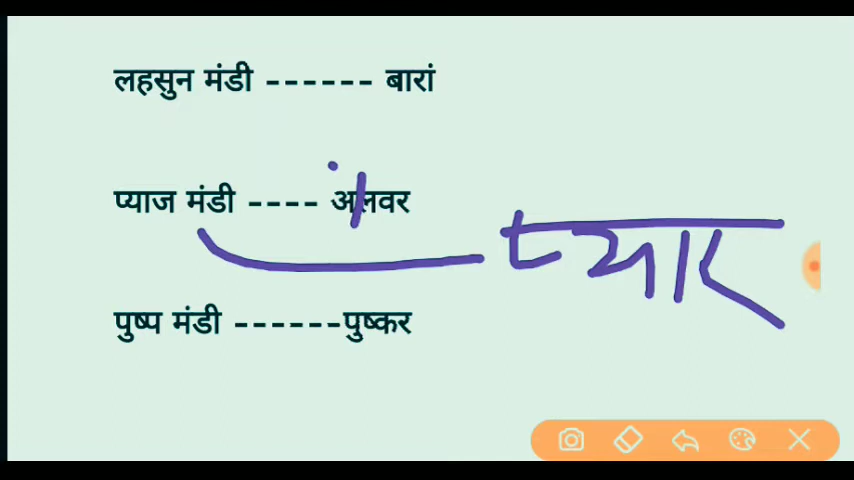 लहसुन मंडी ------ बारां
प्याज मंडी ---- अलवर
प्यार
पुष्प मंडी ------पुष्कर